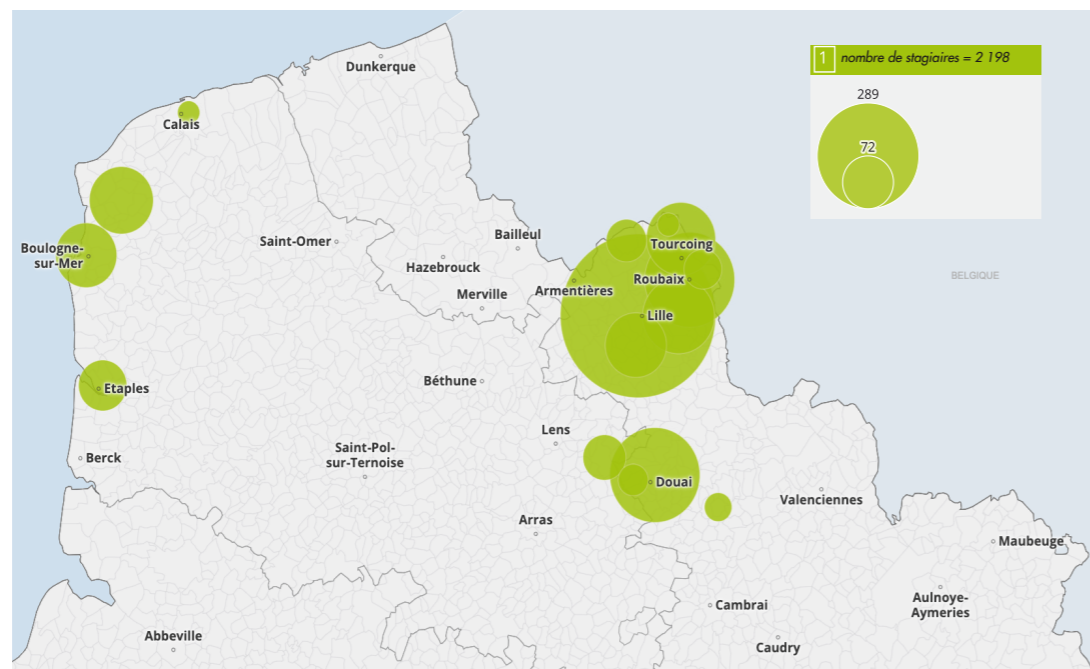 Dunkerque
1 nombre de stagiaires = 2 198
289
72
Calais
Saint-Omer
Bailleul
Tourcoing
Boulogne-
sur-Mer
Hazebrouck
Roubaix
BELGIQUE
Armentières
Merville
Lille
Etaples
Béthune
Lens
Saint-Pol-
sur-Ternoise
Berck
Douai
Valenciennes
Arras
Maubeuge
Cambrai
Aulnoye-
Aymeries
Abbeville
Caudry